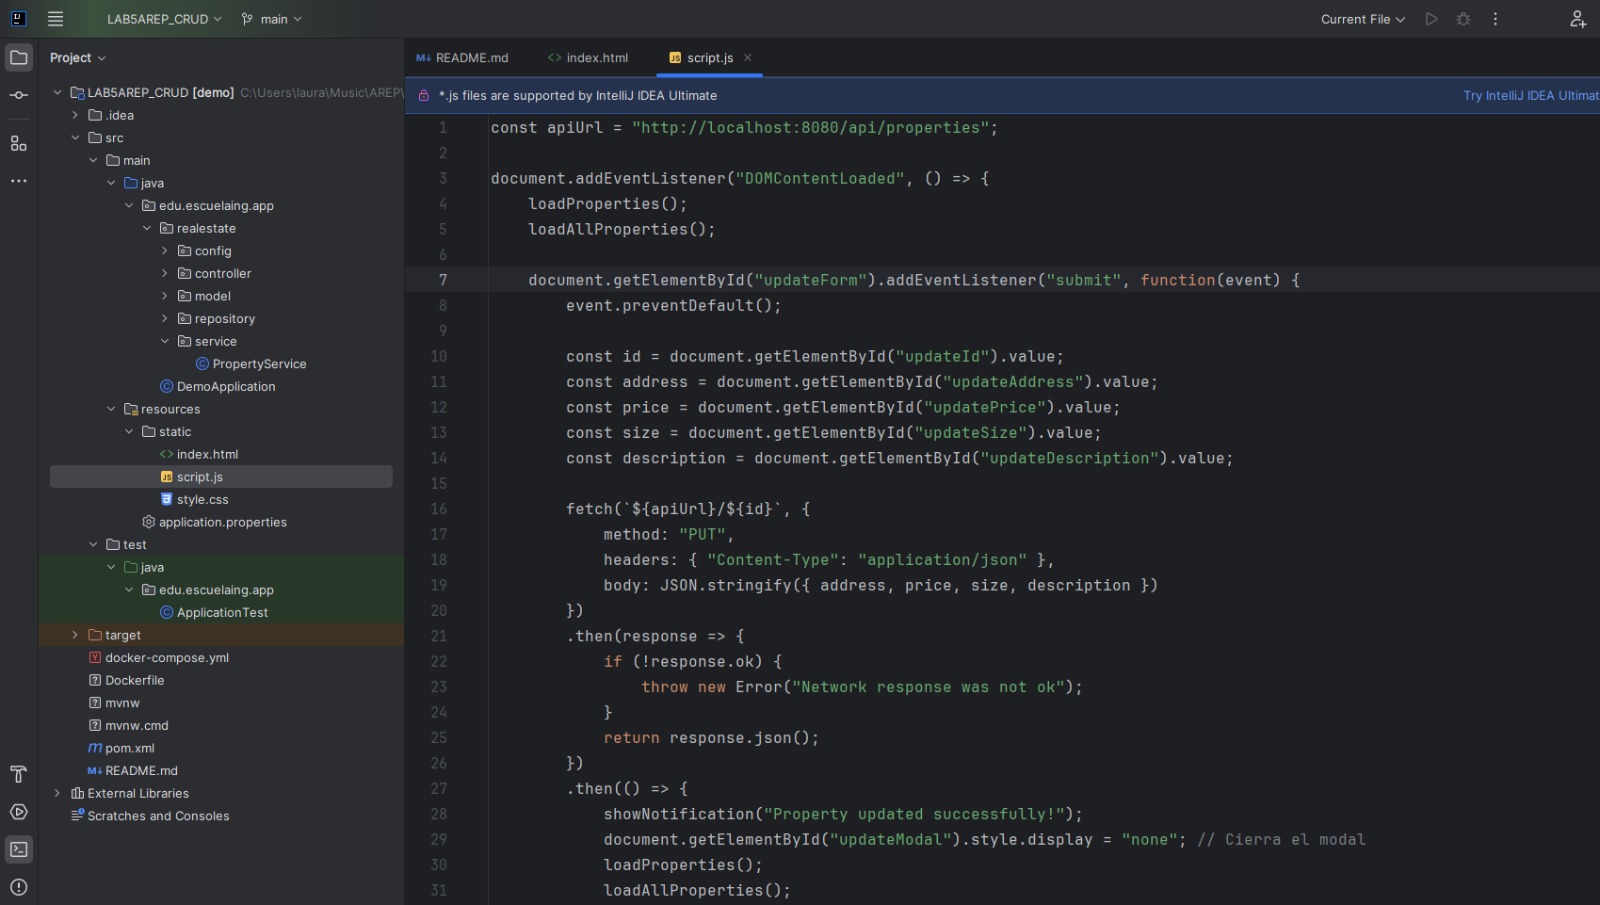 LAB5AREP_CRUD
main
Current File
Project
LAB5AREP_CRUD [demo] C:\Users\laura\Music\AREP\
.idea
src
main
java
edu.escuelaing.app
realestate
config
controller
model
repository
service
PropertyService
DemoApplication
resources
static
index.html
script.js
style.css
application.properties
test
java
edu.escuelaing.app
ApplicationTest
target
docker-compose.yml
Dockerfile
mvnw
mvnw.cmd
pom.xml
README.md
External Libraries
Scratches and Consoles
README.md
index.html
script.js
*.js files are supported by IntelliJ IDEA Ultimate
Try IntelliJ IDEA Ultimat
1 const apiUrl = "http://localhost:8080/api/properties";
2
3 document.addEventListener("DOMContentLoaded", () => {
4 loadProperties();
5 loadAllProperties();
6
7 document.getElementById("updateForm").addEventListener("submit", function(event) {
8 event.preventDefault();
9
10 const id = document.getElementById("updateId").value;
11 const address = document.getElementById("updateAddress").value;
12 const price = document.getElementById("updatePrice").value;
13 const size = document.getElementById("updateSize").value;
14 const description = document.getElementById("updateDescription").value;
15
16 fetch(`${apiUrl}/${id}`, {
17 method: "PUT",
18 headers: { "Content-Type": "application/json" },
19 body: JSON.stringify({ address, price, size, description })
20 })
21 .then(response => {
22 if (!response.ok) {
23 throw new Error("Network response was not ok");
24 }
25 return response.json();
26 })
27 .then(() => {
28 showNotification("Property updated successfully!");
29 document.getElementById("updateModal").style.display = "none"; // Cierra el modal
30 loadProperties();
31 loadAllProperties();